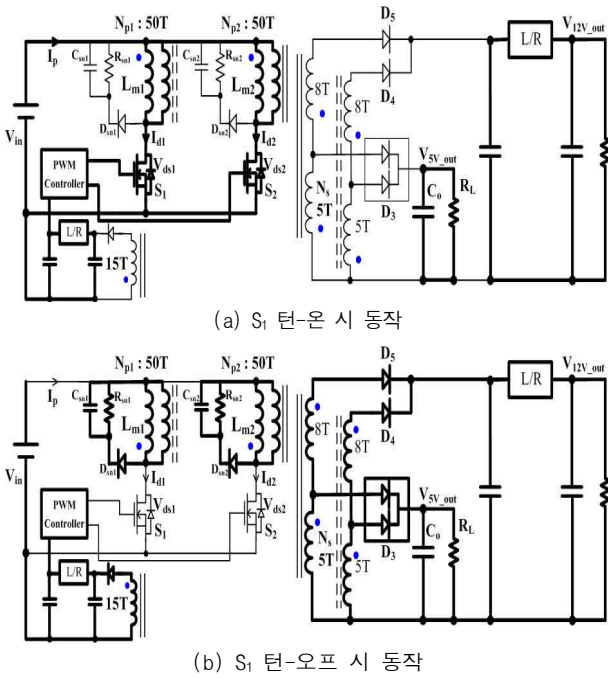 Np1 : 50T
Np2 : 50T
Ip
Csn1
Rsn1
Lm1
Csn2
Rsn2
Lm2
Dsn1
Dsn2
Id1
Id2
Vin
PWM
Controller
Vds1
S1
Vds2
S2
L/R
15T
D5
8T
8T
D4
V12V_out
L/R
V5V_out
D3
Ns
5T
5T
Co
RL
(a) S1 턴-온 시 동작
Np1 : 50T
Np2 : 50T
Ip
Csn1
Rsn1
Lm1
Csn2
Rsn2
Lm2
Dsn1
Dsn2
Id1
Id2
Vin
PWM
Controller
Vds1
S1
Vds2
S2
L/R
15T
D5
8T
8T
D4
V12V_out
L/R
V5V_out
D3
Ns
5T
5T
Co
RL
(b) S1 턴-오프 시 동작